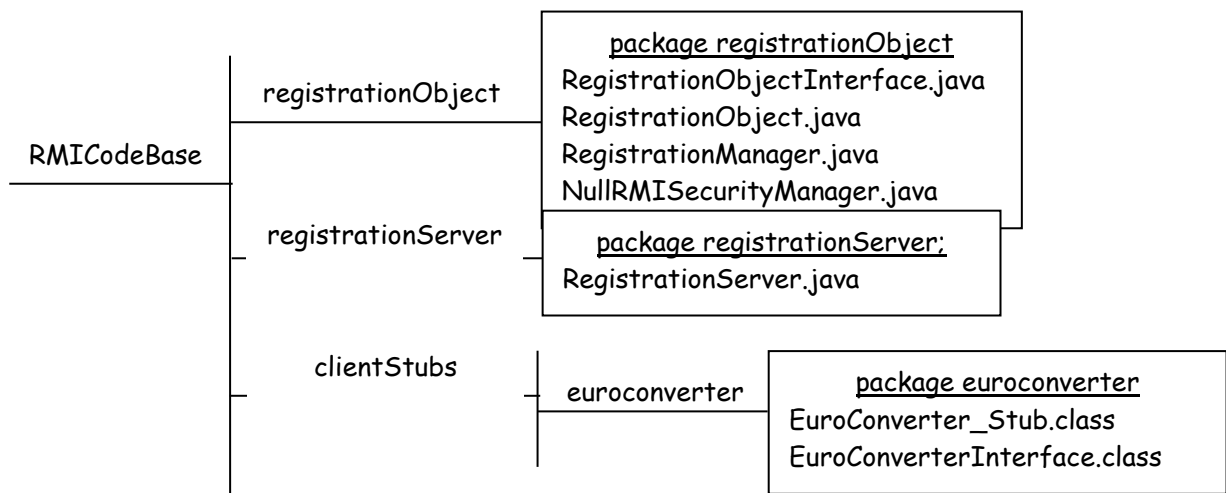 package registrationObject
RegistrationObjectInterface.java
registrationObject
RegistrationObject.java
RMICodeBase
RegistrationManager.java
NullRMISecurityManager.java
registrationServer
package registrationServer;
RegistrationServer.java
clientStubs
euroconverter
package euroconverter
EuroConverter_Stub.class
EuroConverterInterface.class